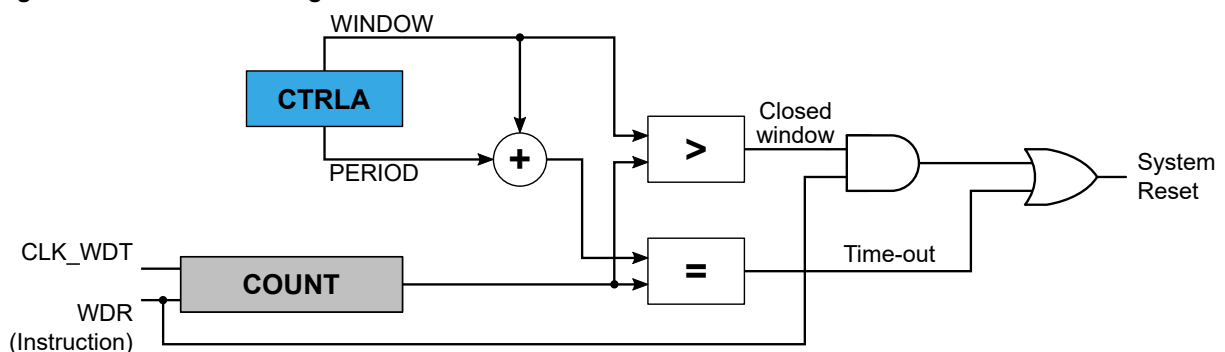 WINDOW
CTRLA
PERIOD
+
>
Closed
window
System
Reset
CLK_WDT
COUNT
=
Time-out
WDR
(Instruction)